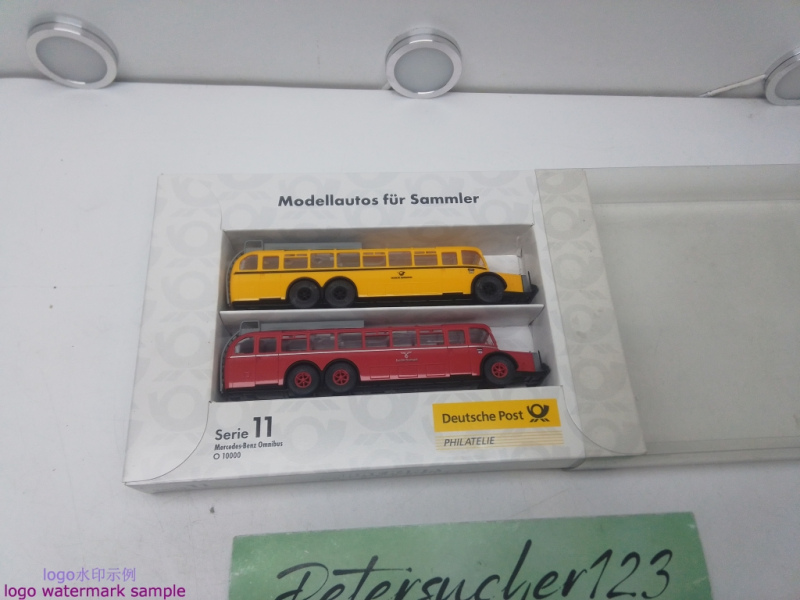 Modellautos für Sammler
Serie 11
Mercedes-Benz Omnibus
O 10000
Deutsche Post
PHILATELIE
Petersucher123
logo水印示例
logo watermark sample